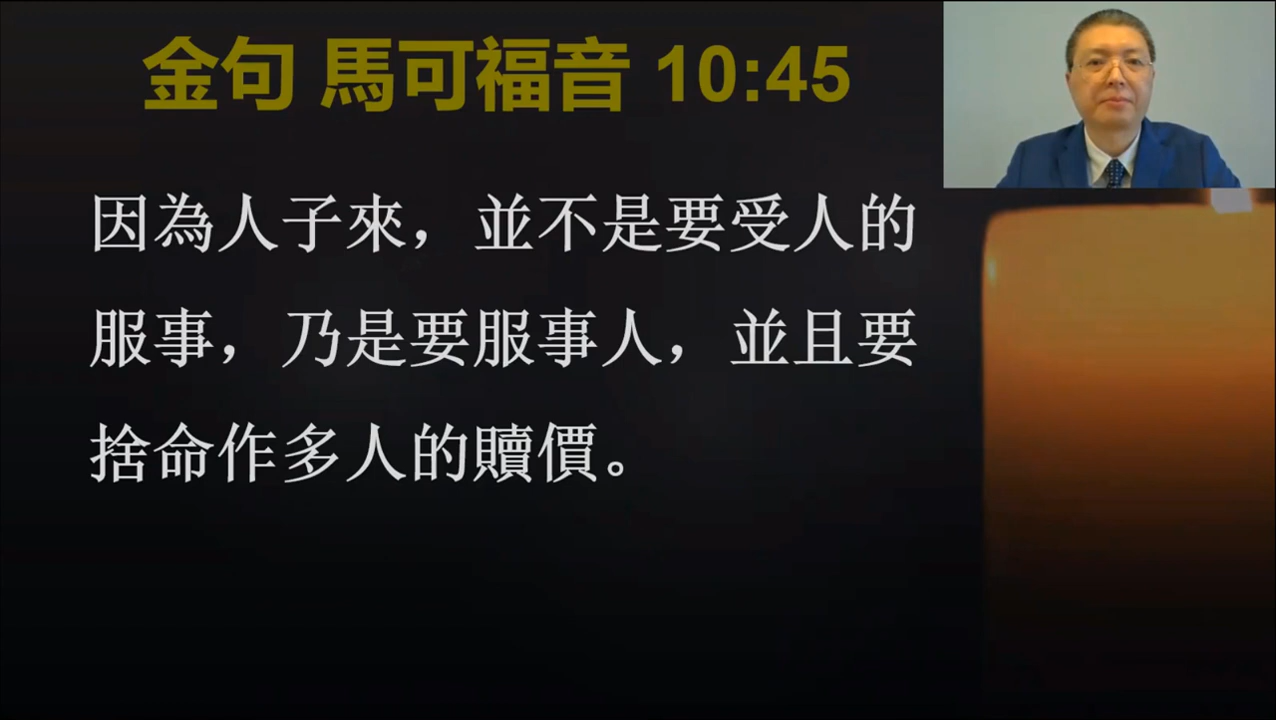 金句 馬可福音 10:45
因為人子來，並不是要受人的
服事，乃是要服事人，並且要
捨命作多人的贖價。